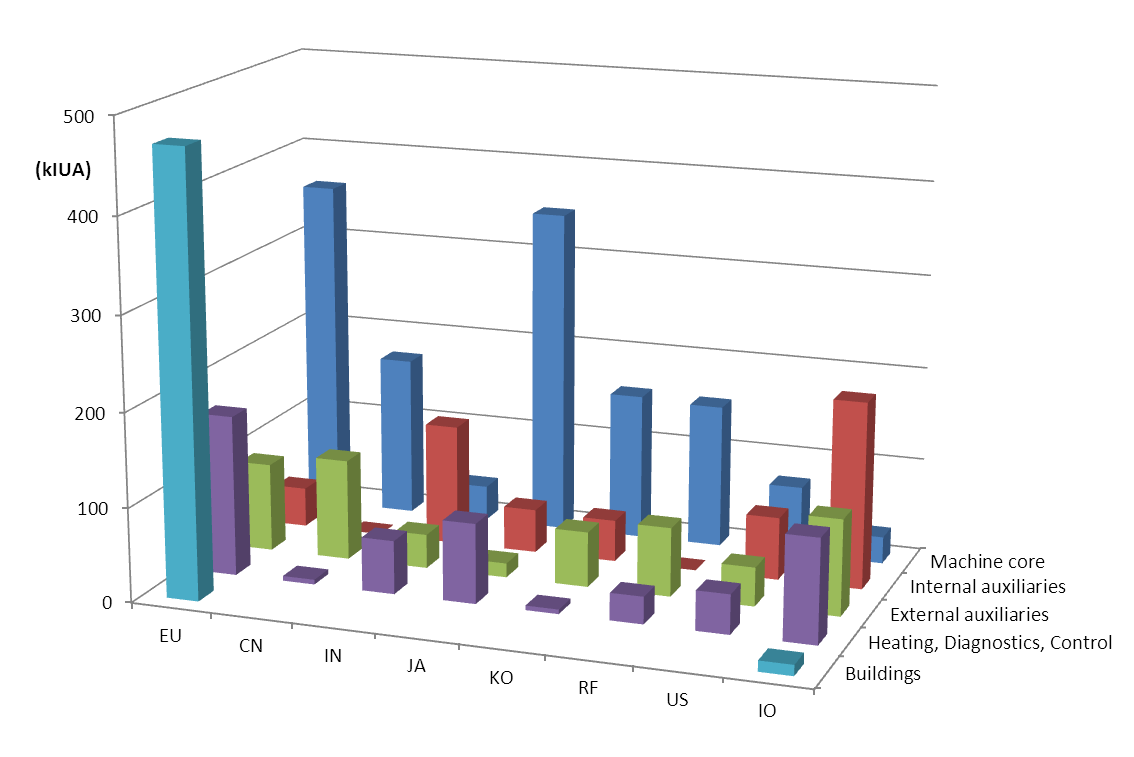 500
(kIUA)
400
300
200
100
0
EU
CN
IN
JA
KO
RF
US
IO
Machine core
Internal auxiliaries
External auxiliaries
Heating, Diagnostics, Control
Buildings